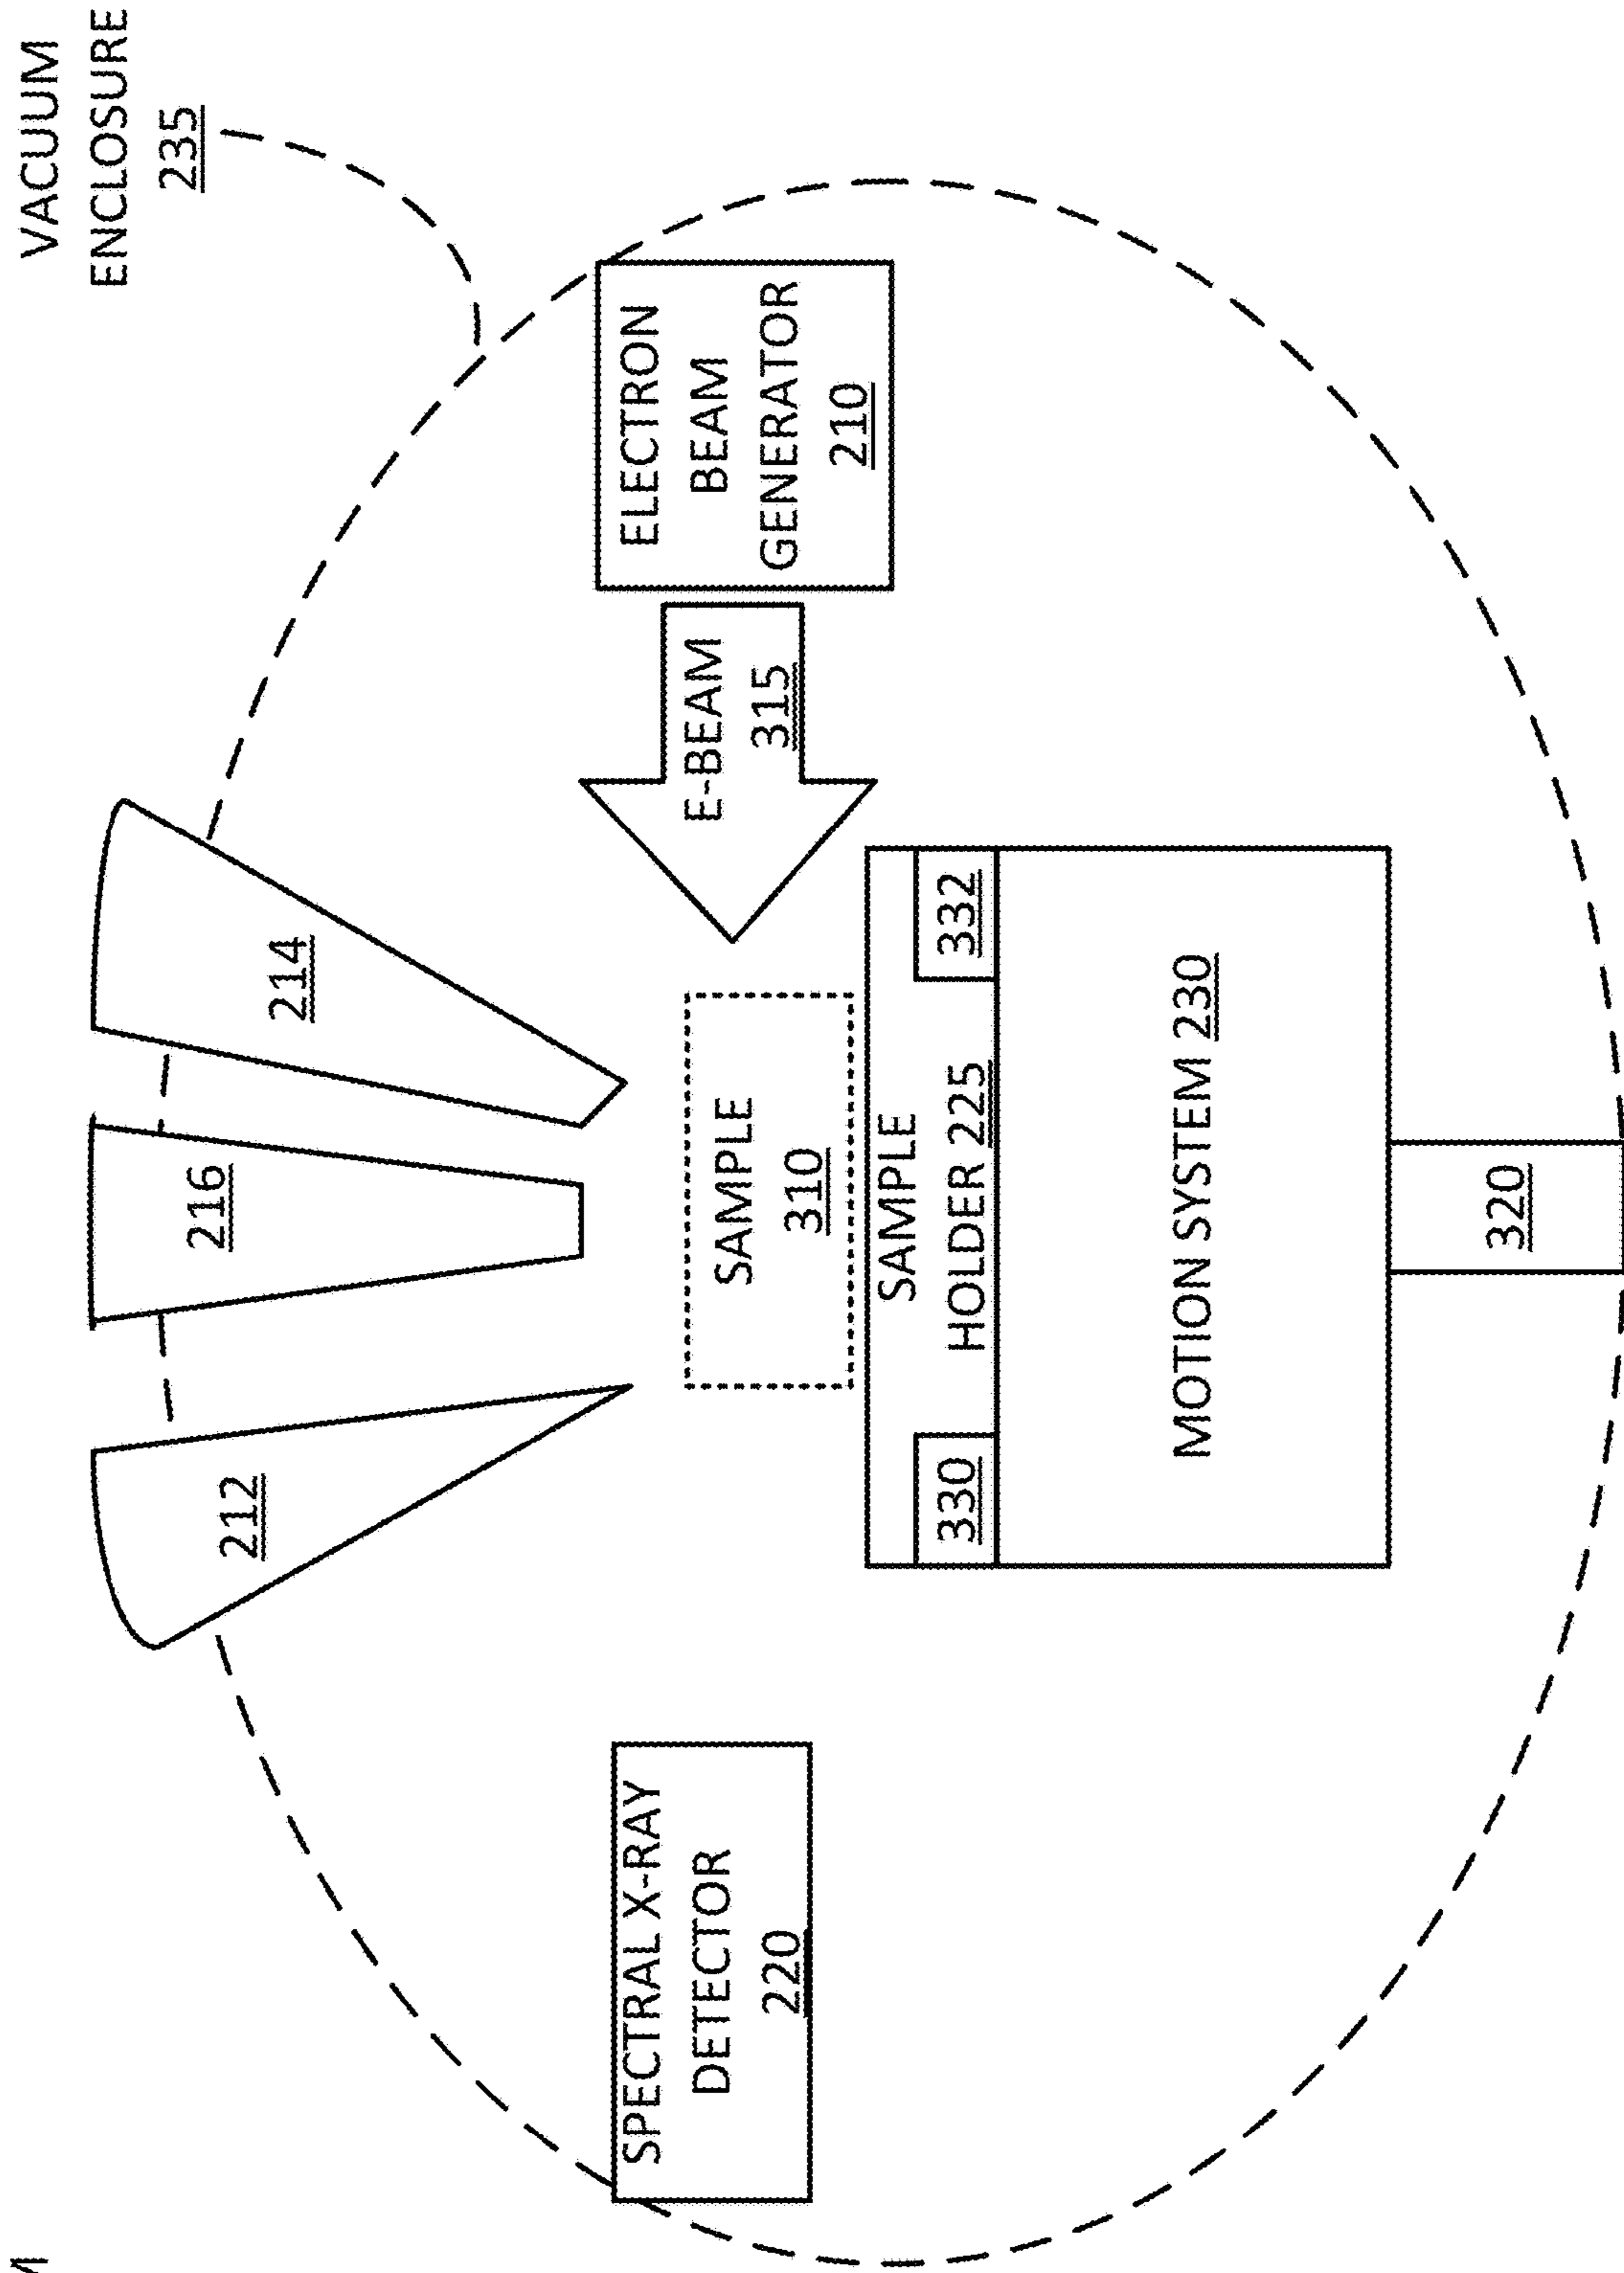 M
VACUUM
ENCLOSURE
235
212
216
214
SPECTRAL X-RAY
DETECTOR
220
SAMPLE
310
E-BEAM
315
ELECTRON
BEAM
GENERATOR
210
SAMPLE
HOLDER 225
330
332
MOTION SYSTEM 230
320